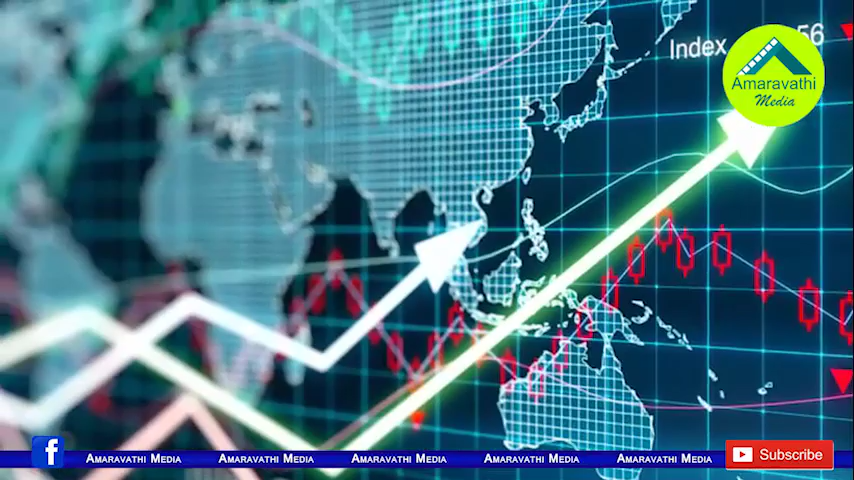 Index
56
Amaravathi
Media
AMARAVATHI MEDIA AMARAVATHI MEDIA AMARAVATHI MEDIA AMARAVATHI MEDIA AMARAVATHI MEDIA
Subscribe